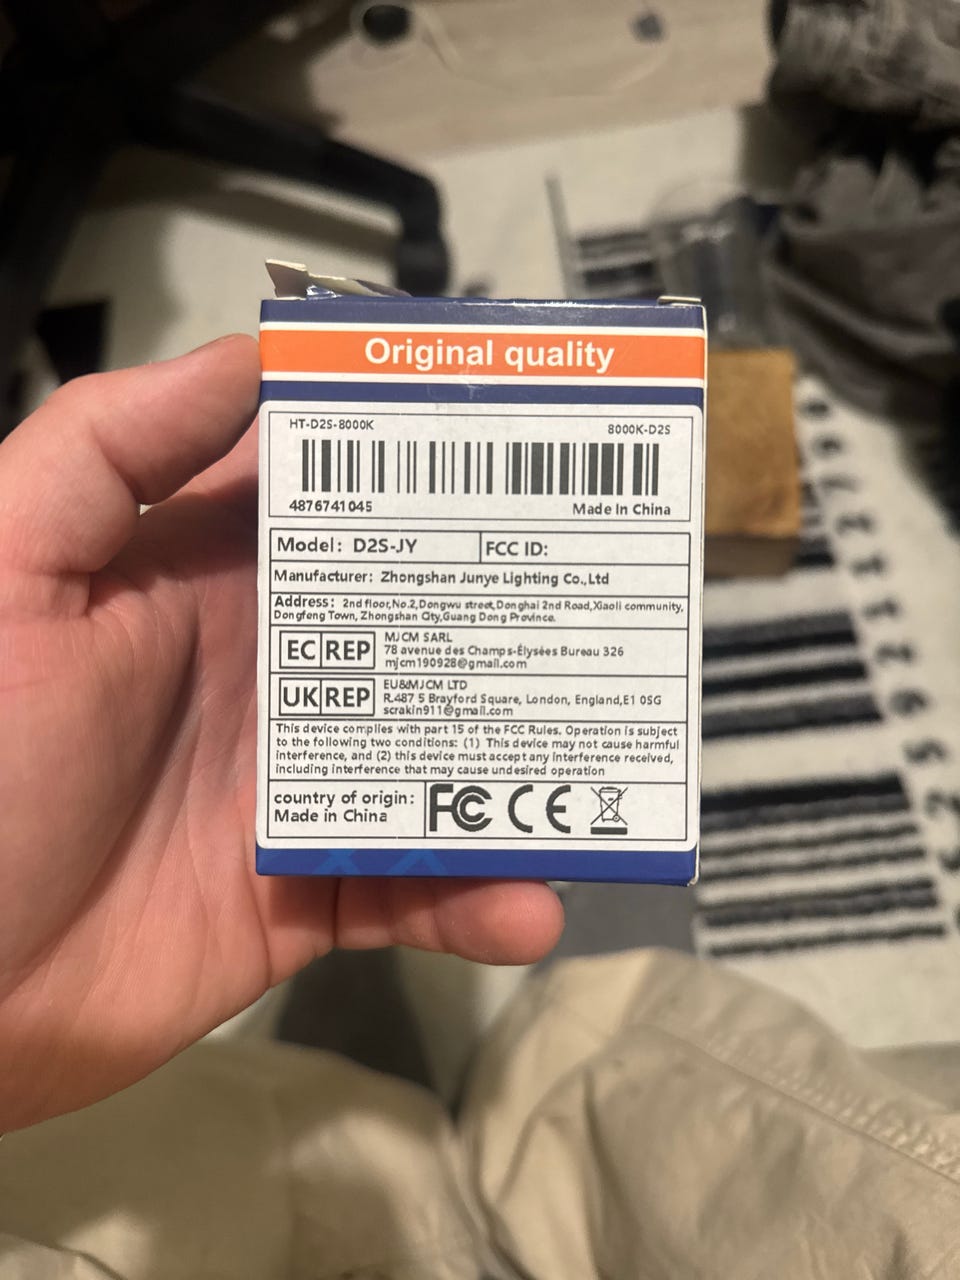 Original quality
HT-D2S-8000K
8000K-D2S
4876741045
Made In China
Model: D2S-JY
FCC ID:
Manufacturer: Zhongshan Junye Lighting Co.,Ltd
Address: 2nd floor,No.2,Dongwu street,Donghai 2nd Road,Xiaoli community,
Dongfeng Town, Zhongshan City,Guang Dong Province.
EC REP
MJCM SARL
78 avenue des Champs-Élysées Bureau 326
mjcm190928@gmail.com
UK REP
EU&MJCM LTD
R.487 5 Brayford Square, London, England,E1 0SG
scrakin911@gmail.com
This device complies with part 15 of the FCC Rules. Operation is subject
to the following two conditions: (1) This device may not cause harmful
interference, and (2) this device must accept any interference received,
including interference that may cause undesired operation
country of origin:
Made in China
FC CE